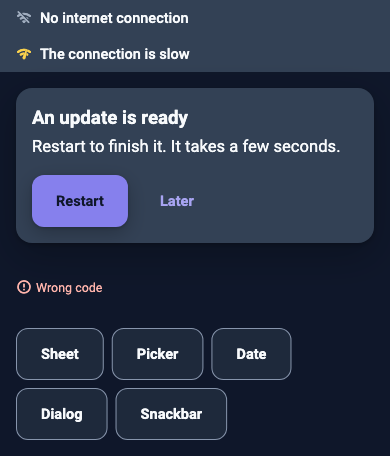 No internet connection
The connection is slow
An update is ready
Restart to finish it. It takes a few seconds.
Restart Later
Wrong code
Sheet Picker Date
Dialog Snackbar